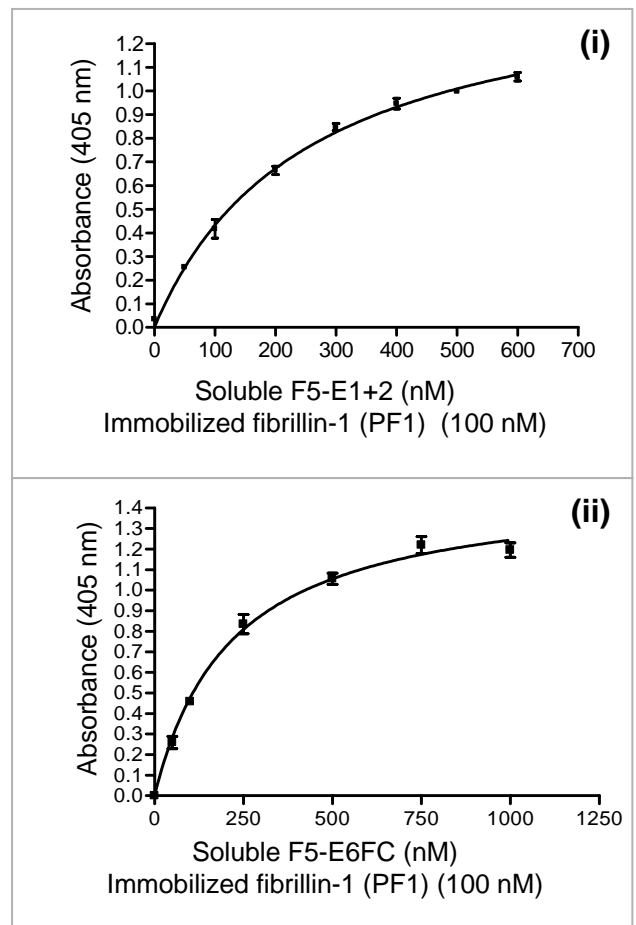 (i)
Absorbance (405 nm)
1.2
1.1
1.0
0.9
0.8
0.7
0.6
0.5
0.4
0.3
0.2
0.1
0.0
0 100 200 300 400 500 600 700
Soluble F5-E1+2 (nM)
Immobilized fibrillin-1 (PF1) (100 nM)
(ii)
Absorbance (405 nm)
1.4
1.3
1.2
1.1
1.0
0.9
0.8
0.7
0.6
0.5
0.4
0.3
0.2
0.1
0.0
0 250 500 750 1000 1250
Soluble F5-E6FC (nM)
Immobilized fibrillin-1 (PF1) (100 nM)